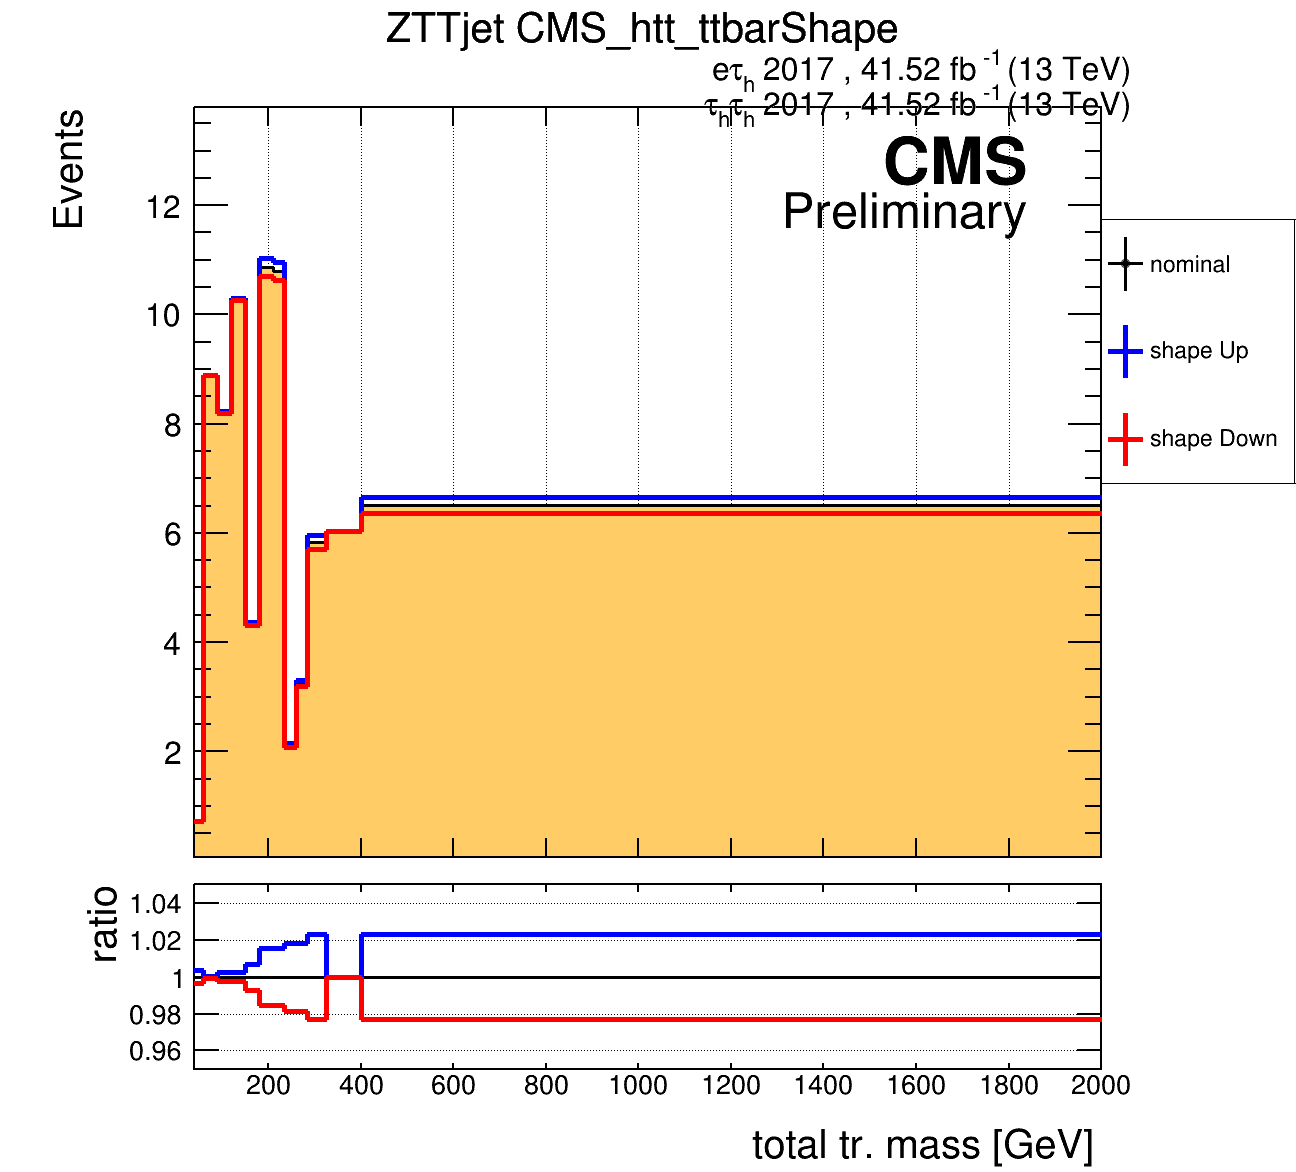 ZTTjet CMS_htt_ttbarShape
eτh 2017 , 41.52 fb -1 (13 TeV)
τhτh 2017 , 41.52 fb -1 (13 TeV)
Events
CMS
Preliminary
12
10
8
6
4
2
nominal
shape Up
shape Down
ratio
1.04
1.02
1
0.98
0.96
200 400 600 800 1000 1200 1400 1600 1800 2000
total tr. mass [GeV]